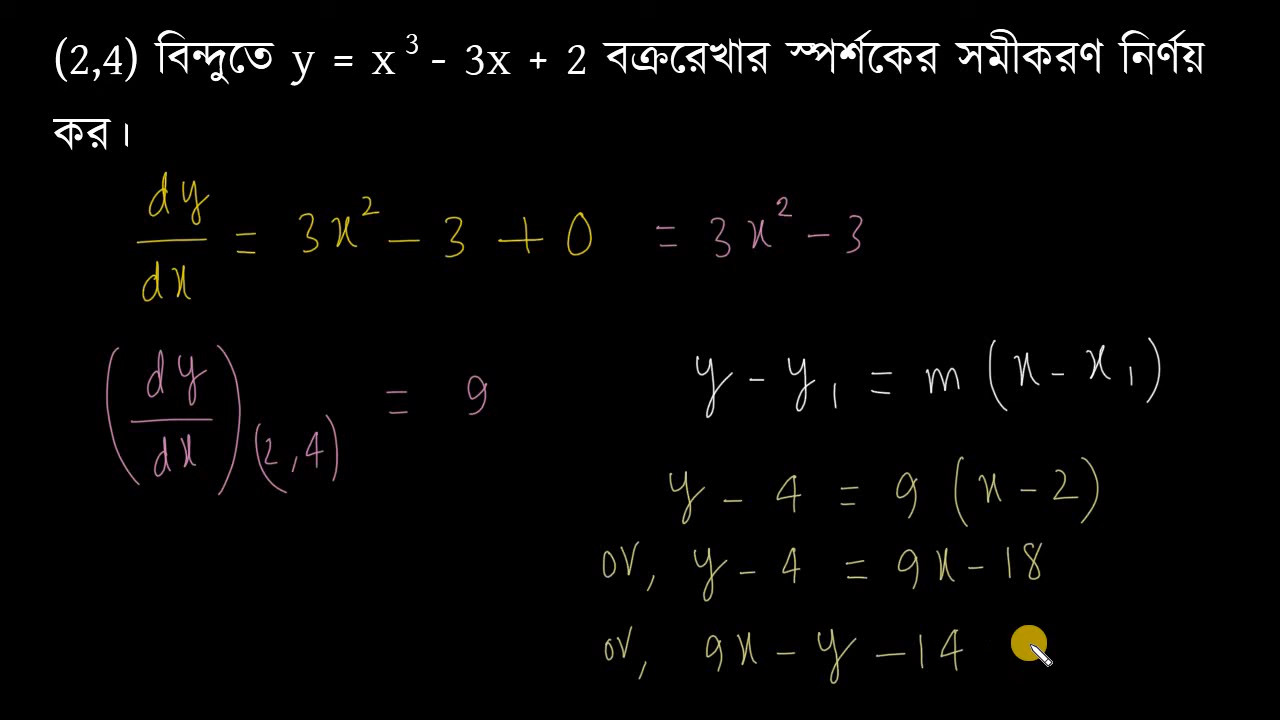 (2,4) বিন্দুতে y = x³ - 3x + 2 বক্ররেখার স্পর্শকের সমীকরণ নির্ণয়
কর।
dy/dx = 3x² - 3 + 0 = 3x² - 3
(dy/dx)(2,4) = 9
y - y₁ = m(x - x₁)
y - 4 = 9(x - 2)
or, y - 4 = 9x - 18
or, 9x - y - 14